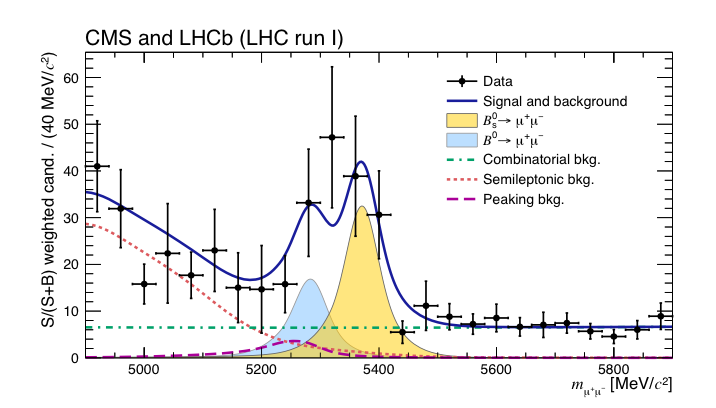 CMS and LHCb (LHC run I)
S/(S+B) weighted cand. / (40 MeV/c²)
60
50
40
30
20
10
0
Data
Signal and background
B⁰ₛ→ μ⁺μ⁻
B⁰→ μ⁺μ⁻
Combinatorial bkg.
Semileptonic bkg.
Peaking bkg.
5000 5200 5400 5600 5800
m_μ⁺μ⁻ [MeV/c²]